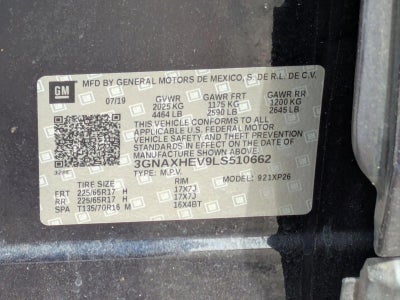 GM
MFD BY GENERAL MOTORS DE MEXICO, S. DE R.L. DE C.V.
07/19 GVWR GAWR FRT GAWR RR
2025 KG 1175 KG 1200 KG
4464 LB 2590 LB 2645 LB
THIS VEHICLE CONFORMS TO ALL APPLICABLE U.S. FEDERAL MOTOR
VEHICLE SAFETY AND THEFT PREVENTION
STANDARDS IN EFFECT ON THE DATE OF
MANUFACTURE SHOWN ABOVE.
3GNAXHEV9LS510662
TYPE: M.P.V. MODEL: 921XP26
TIRE SIZE RIM
FRT 225/65R17 H 17X7J
RR 225/65R17 H 17X7J
SPA T135/70R16 M 16X4BT